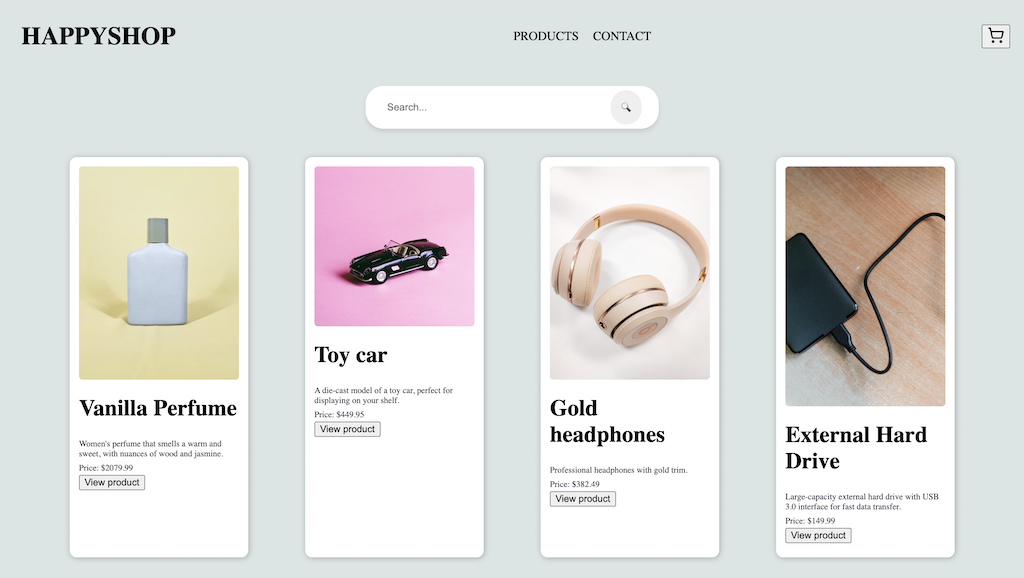 HAPPYSHOP
PRODUCTS CONTACT
Search...
Vanilla Perfume
Women's perfume that smells a warm and
sweet, with nuances of wood and jasmine.
Price: $2079.99
View product
Toy car
A die-cast model of a toy car, perfect for
displaying on your shelf.
Price: $449.95
View product
Gold
headphones
Professional headphones with gold trim.
Price: $382.49
View product
External Hard
Drive
Large-capacity external hard drive with USB
3.0 interface for fast data transfer.
Price: $149.99
View product